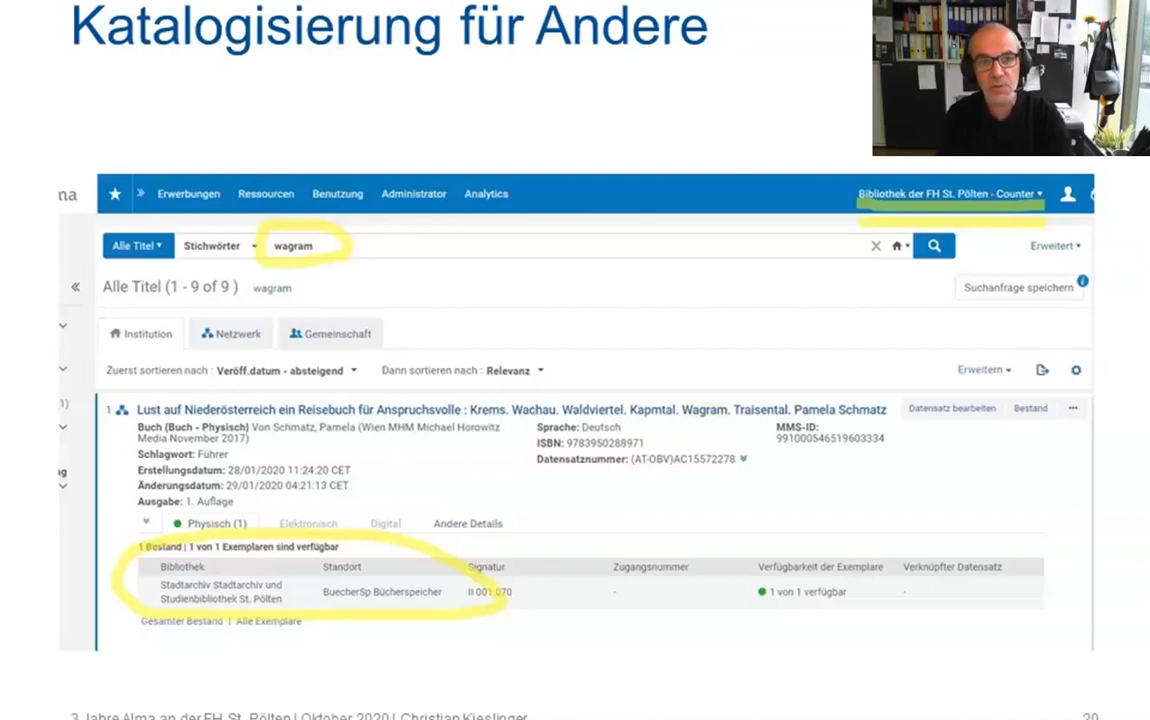 Katalogisierung für Andere
ma
Erwerbungen Ressourcen Benutzung Administrator Analytics Bibliothek der FH St. Pölten - Counter
Alle Titel Stichwörter wagram Erweitert
Alle Titel (1 - 9 of 9 ) wagram Suchanfrage speichern
Institution Netzwerk Gemeinschaft
Zuerst sortieren nach : Veröff.datum - absteigend Dann sortieren nach : Relevanz Erweitern
1) 1 Lust auf Niederösterreich ein Reisebuch für Anspruchsvolle : Krems. Wachau. Waldviertel. Kapmtal. Wagram. Traisental. Pamela Schmatz Datensatz bearbeiten Bestand ...
Buch (Buch - Physisch) Von Schmatz, Pamela (Wien MHM Michael Horowitz Sprache: Deutsch MMS-ID:
Media November 2017) ISBN: 9783950288971 991000546519603334
Schlagwort: Führer Datensatznummer: (AT-OBV)AC15572278
ng Erstellungsdatum: 28/01/2020 11:24:20 CET
Änderungsdatum: 29/01/2020 04:21:13 CET
Ausgabe: 1. Auflage
Physisch (1) Elektronisch Digital Andere Details
1 Bestand | 1 von 1 Exemplaren sind verfügbar
Bibliothek Standort Signatur Zugangsnummer Verfügbarkeit der Exemplare Verknüpfter Datensatz
Stadtarchiv Stadtarchiv und BuecherSp Bücherspeicher II 001.070 - 1 von 1 verfügbar -
Studienbibliothek St. Pölten
Gesamter Bestand | Alle Exemplare
3 Jahre Alma an der FH St. Pölten | Oktober 2020 | Christian Kieslinger 20